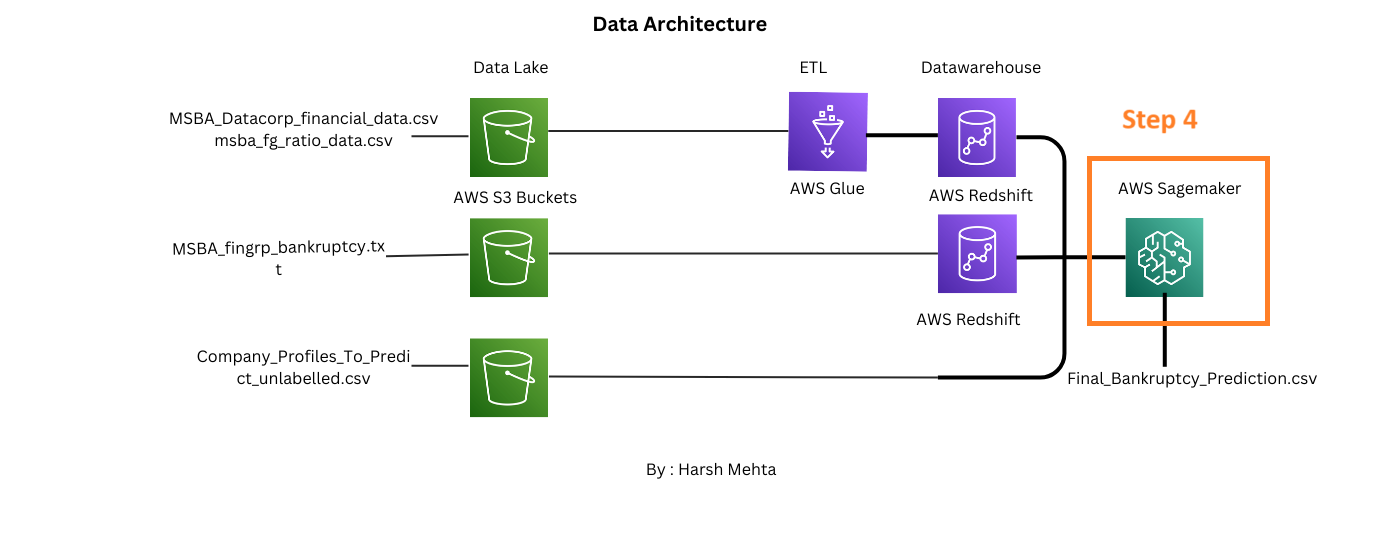 Data Architecture
Data Lake
ETL
Datawarehouse
MSBA_Datacorp_financial_data.csv
msba_fg_ratio_data.csv
Step 4
AWS S3 Buckets
AWS Glue
AWS Redshift
AWS Sagemaker
MSBA_fingrp_bankruptcy.tx
t
AWS Redshift
Company_Profiles_To_Predi
ct_unlabelled.csv
Final_Bankruptcy_Prediction.csv
By : Harsh Mehta